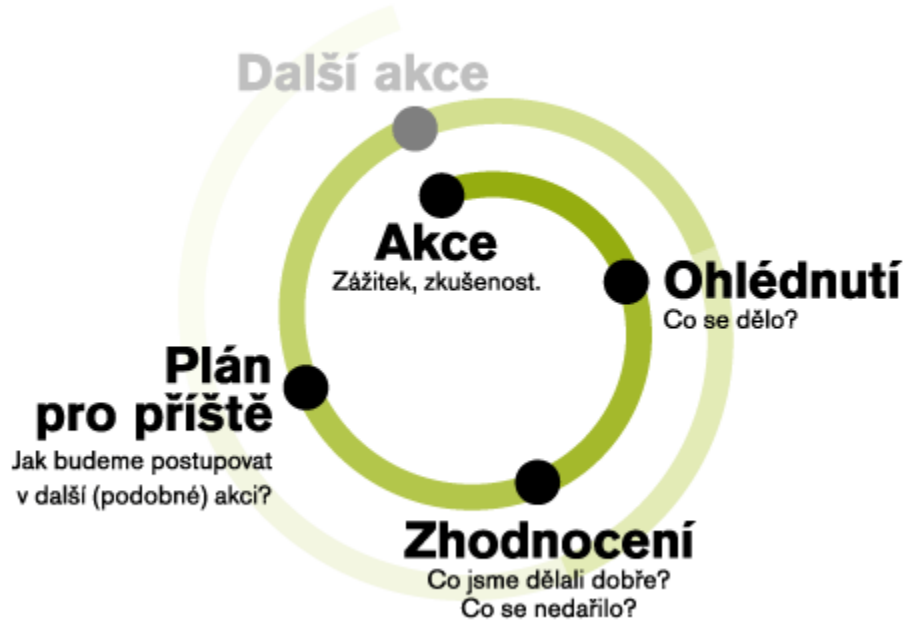 Další akce
Akce
Zážitek, zkušenost.
Ohlédnutí
Co se dělo?
Zhodnocení
Co jsme dělali dobře?
Co se nedařilo?
Plán
pro příště
Jak budeme postupovat
v další (podobné) akci?